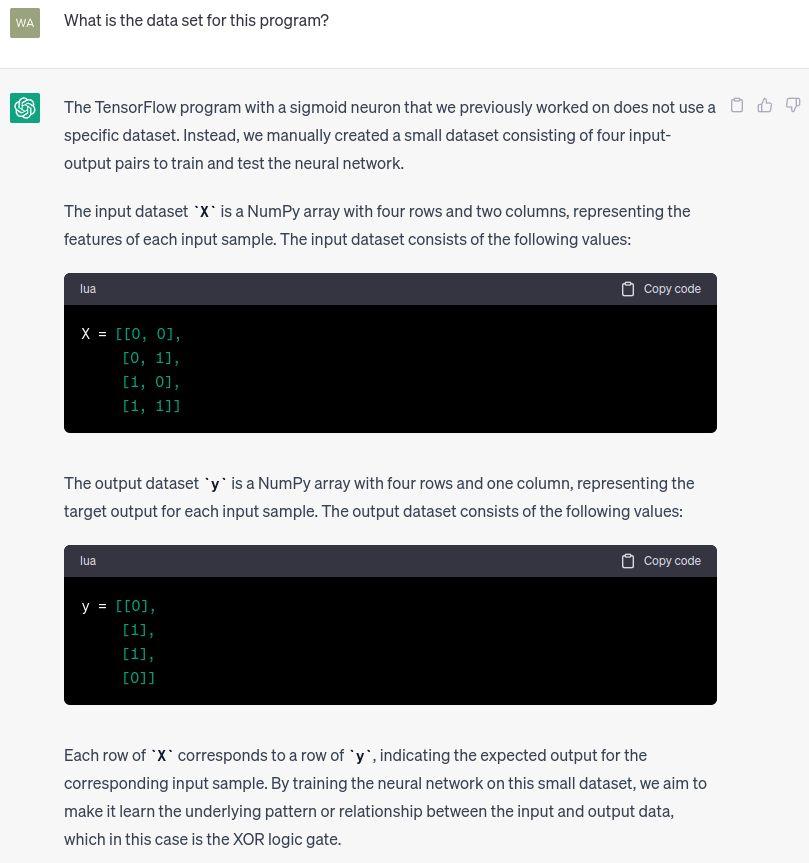 WA
What is the data set for this program?
The TensorFlow program with a sigmoid neuron that we previously worked on does not use a
specific dataset. Instead, we manually created a small dataset consisting of four input-
output pairs to train and test the neural network.
The input dataset `X` is a NumPy array with four rows and two columns, representing the
features of each input sample. The input dataset consists of the following values:
lua Copy code
X = [[0, 0],
[0, 1],
[1, 0],
[1, 1]]
The output dataset `y` is a NumPy array with four rows and one column, representing the
target output for each input sample. The output dataset consists of the following values:
lua Copy code
y = [[0],
[1],
[1],
[0]]
Each row of `X` corresponds to a row of `y`, indicating the expected output for the
corresponding input sample. By training the neural network on this small dataset, we aim to
make it learn the underlying pattern or relationship between the input and output data,
which in this case is the XOR logic gate.